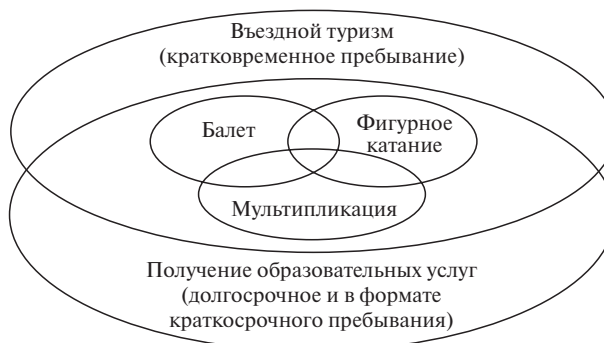 Въездной туризм
(кратковременное пребывание)
Балет
Фигурное
катание
Мультипликация
Получение образовательных услуг
(долгосрочное и в формате
краткосрочного пребывания)